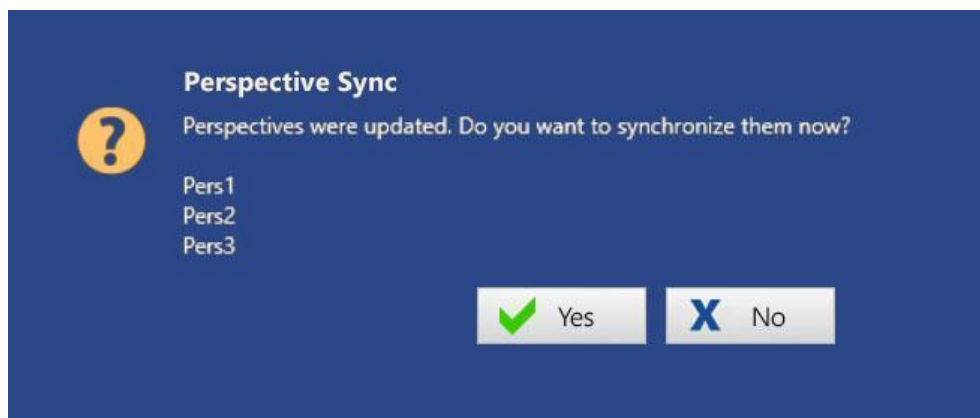 Perspective Sync
Perspectives were updated. Do you want to synchronize them now?
Pers1
Pers2
Pers3
Yes
No